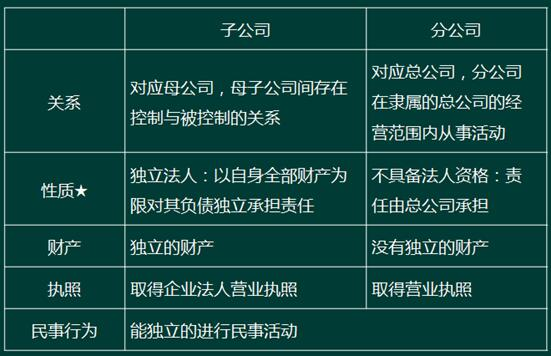 子公司
分公司
关系
对应母公司，母子公司间存在
控制与被控制的关系
对应总公司，分公司
在隶属的总公司的经
营范围内从事活动
性质★
独立法人：以自身全部财产为
限对其负债独立承担责任
不具备法人资格：责
任由总公司承担
财产
独立的财产
没有独立的财产
执照
取得企业法人营业执照
取得营业执照
民事行为
能独立的进行民事活动